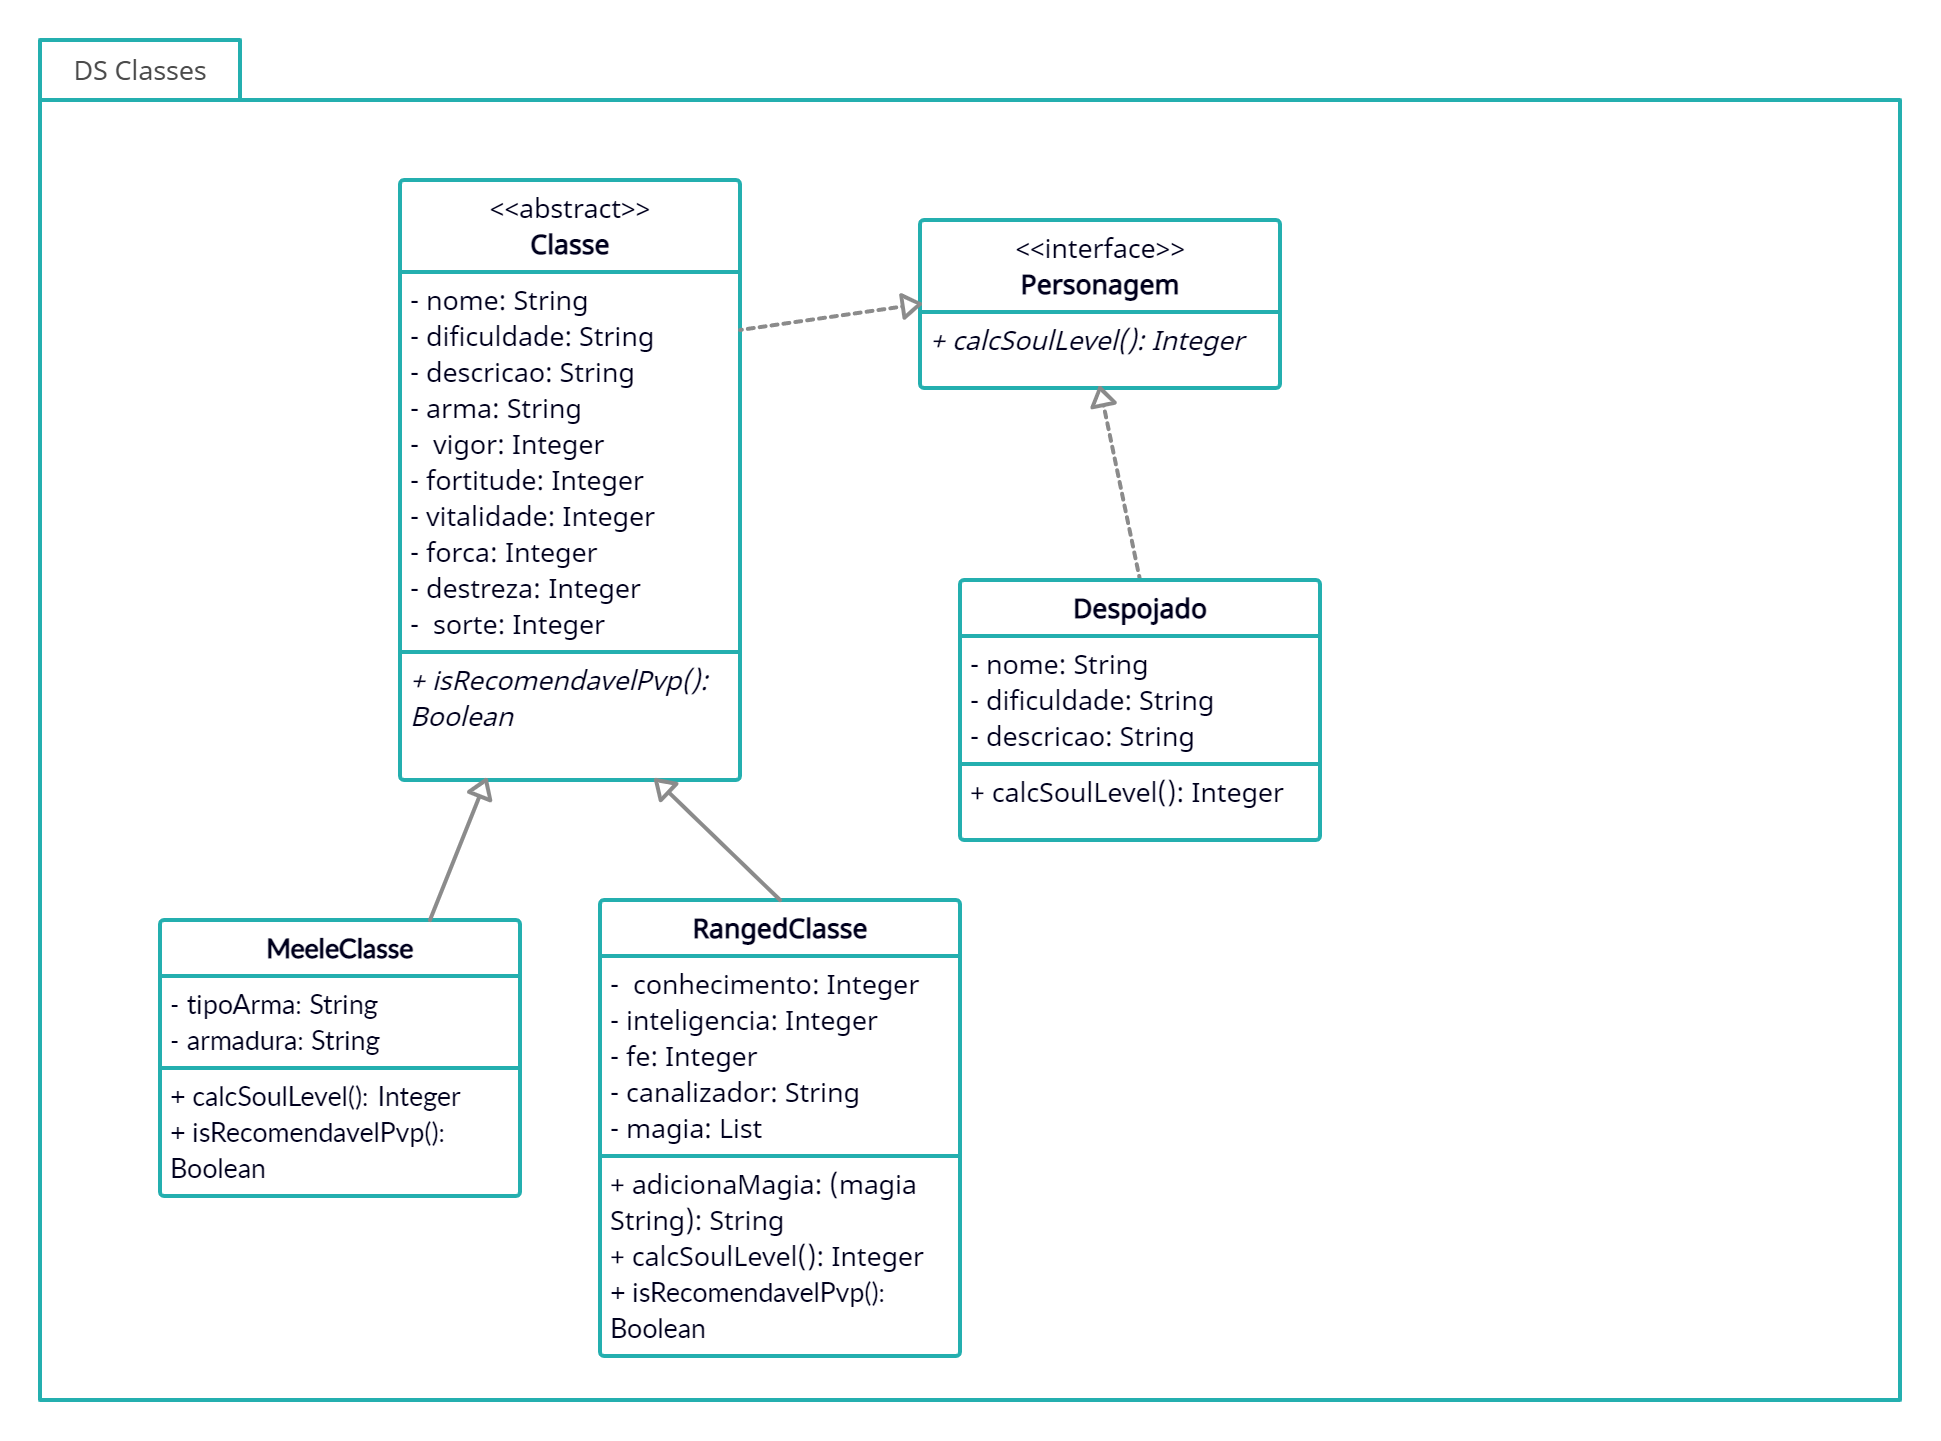 DS Classes
<<abstract>>
Classe
- nome: String
- dificuldade: String
- descricao: String
- arma: String
-  vigor: Integer
- fortitude: Integer
- vitalidade: Integer
- forca: Integer
- destreza: Integer
-  sorte: Integer
+ isRecomendavelPvp():
Boolean
<<interface>>
Personagem
+ calcSoulLevel(): Integer
Despojado
- nome: String
- dificuldade: String
- descricao: String
+ calcSoulLevel(): Integer
MeeleClasse
- tipoArma: String
- armadura: String
+ calcSoulLevel(): Integer
+ isRecomendavelPvp():
Boolean
RangedClasse
-  conhecimento: Integer
- inteligencia: Integer
- fe: Integer
- canalizador: String
- magia: List
+ adicionaMagia: (magia
String): String
+ calcSoulLevel(): Integer
+ isRecomendavelPvp():
Boolean